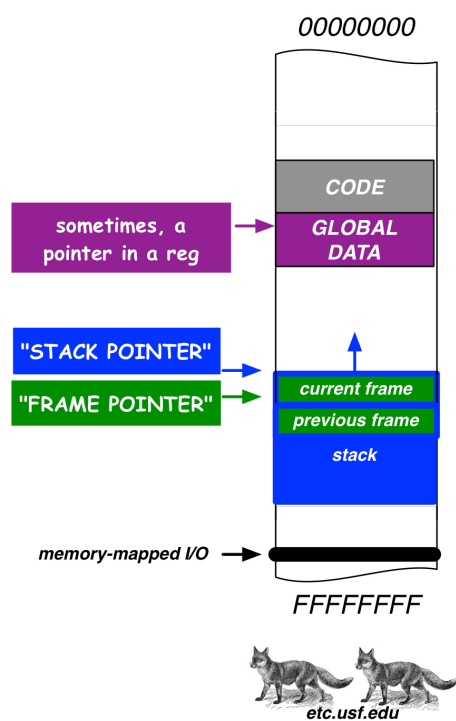 00000000
CODE
sometimes, a
pointer in a reg
GLOBAL
DATA
"STACK POINTER"
current frame
"FRAME POINTER"
previous frame
stack
memory-mapped I/O
FFFFFFFF
etc.usf.edu